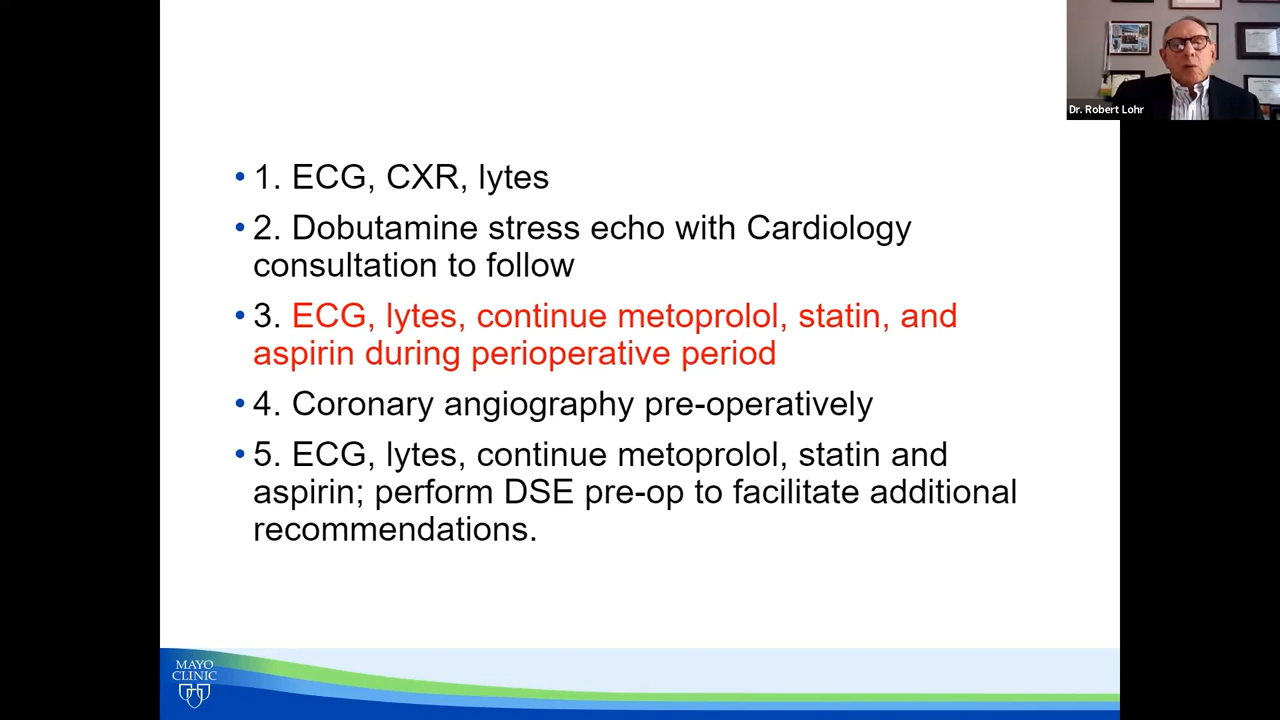 Dr. Robert Lohr
• 1. ECG, CXR, lytes
• 2. Dobutamine stress echo with Cardiology
consultation to follow
• 3. ECG, lytes, continue metoprolol, statin, and
aspirin during perioperative period
• 4. Coronary angiography pre-operatively
• 5. ECG, lytes, continue metoprolol, statin and
aspirin; perform DSE pre-op to facilitate additional
recommendations.
MAYO
CLINIC